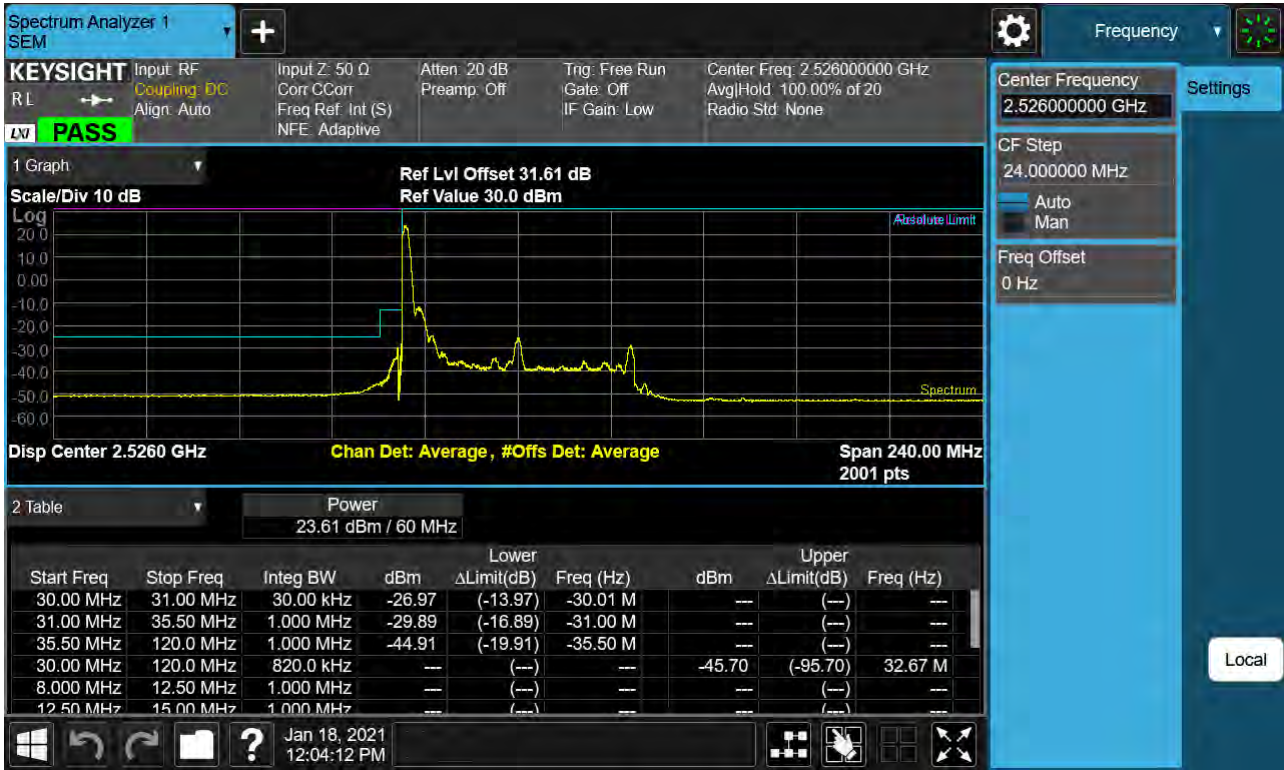 Spectrum Analyzer 1
SEM
Frequency
KEYSIGHT
Input: RF
Coupling: DC
Align: Auto
Input Z: 50 Ω
Corr CCorr
Freq Ref: Int (S)
NFE: Adaptive
Atten: 20 dB
Preamp: Off
Trig: Free Run
Gate: Off
IF Gain: Low
Center Freq: 2.526000000 GHz
Avg|Hold: 100.00% of 20
Radio Std: None
R L
LXI
PASS
Center Frequency
2.526000000 GHz
Settings
CF Step
24.000000 MHz
Auto
Man
Freq Offset
0 Hz
1 Graph
Scale/Div 10 dB
Ref Lvl Offset 31.61 dB
Ref Value 30.0 dBm
Log
20.0
10.0
0.00
-10.0
-20.0
-30.0
-40.0
-50.0
-60.0
Absolute Limit
Spectrum
Disp Center 2.5260 GHz
Chan Det: Average, #Offs Det: Average
Span 240.00 MHz
2001 pts
2 Table
Power
23.61 dBm / 60 MHz
Lower Upper
Start Freq Stop Freq Integ BW dBm ΔLimit(dB) Freq (Hz) dBm ΔLimit(dB) Freq (Hz)
30.00 MHz 31.00 MHz 30.00 kHz -26.97 (-13.97) -30.01 M --- (---) ---
31.00 MHz 35.50 MHz 1.000 MHz -29.89 (-16.89) -31.00 M --- (---) ---
35.50 MHz 120.0 MHz 1.000 MHz -44.91 (-19.91) -35.50 M --- (---) ---
30.00 MHz 120.0 MHz 820.0 kHz --- (---) --- -45.70 (-95.70) 32.67 M
8.000 MHz 12.50 MHz 1.000 MHz --- (---) --- --- (---) ---
12.50 MHz 15.00 MHz 1.000 MHz --- (---) --- --- (---) ---
Local
?
Jan 18, 2021
12:04:12 PM